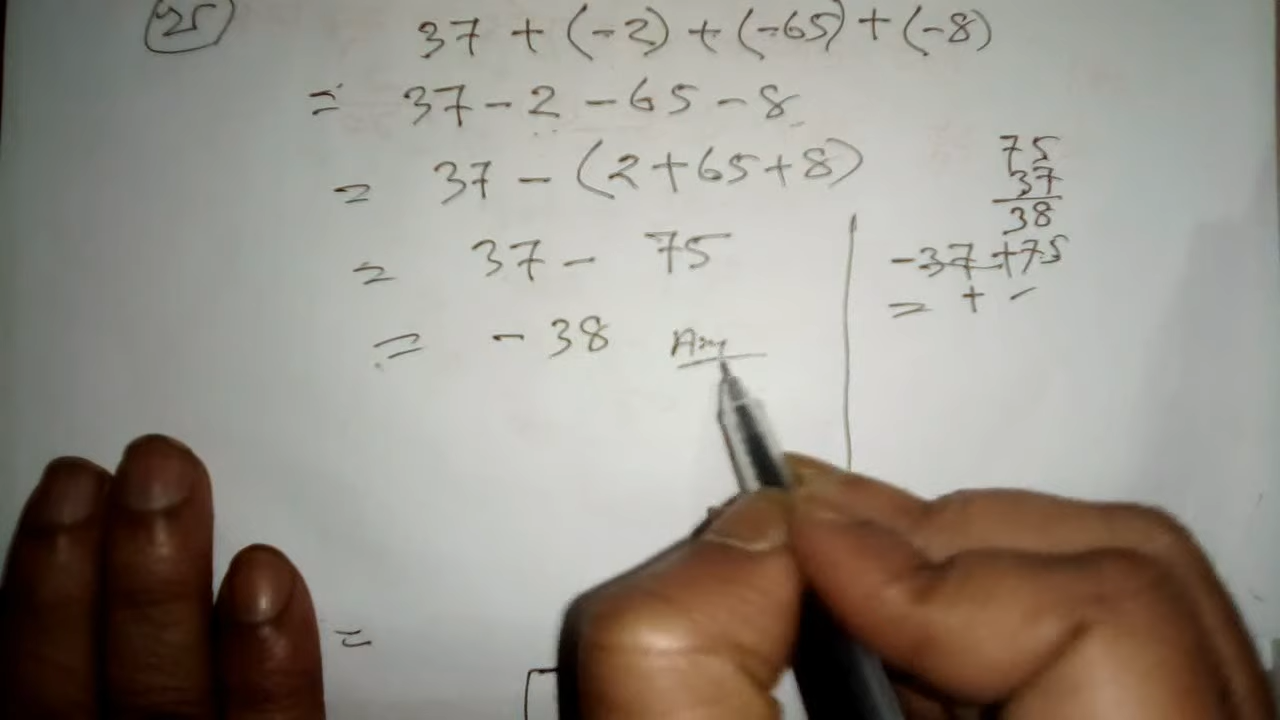 25
37 + (-2) + (-65) + (-8)
= 37 - 2 - 65 - 8
= 37 - (2 + 65 + 8)
= 37 - 75
= - 38 Ans
75
37
38
-37 + 75
= + -
=